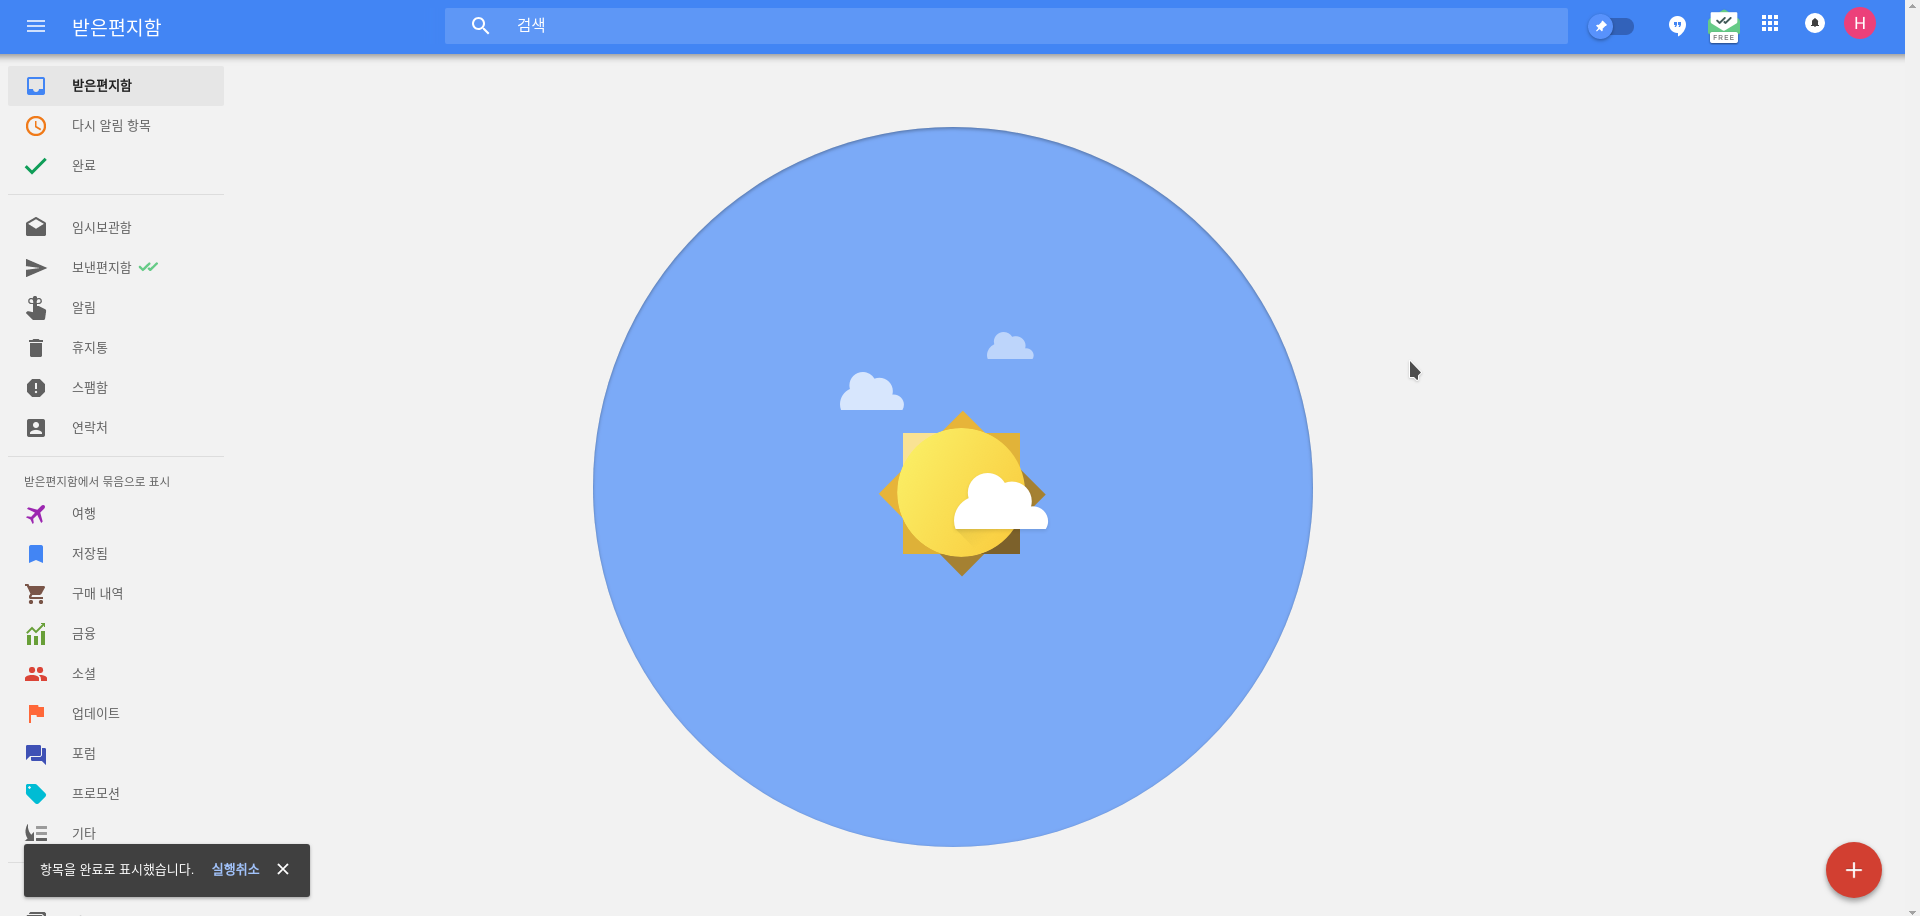 받은편지함
검색
FREE
H
받은편지함
다시 알림 항목
완료
임시보관함
보낸편지함
알림
휴지통
스팸함
연락처
받은편지함에서 묶음으로 표시
여행
저장됨
구매 내역
금융
소셜
업데이트
포럼
프로모션
기타
항목을 완료로 표시했습니다. 실행취소